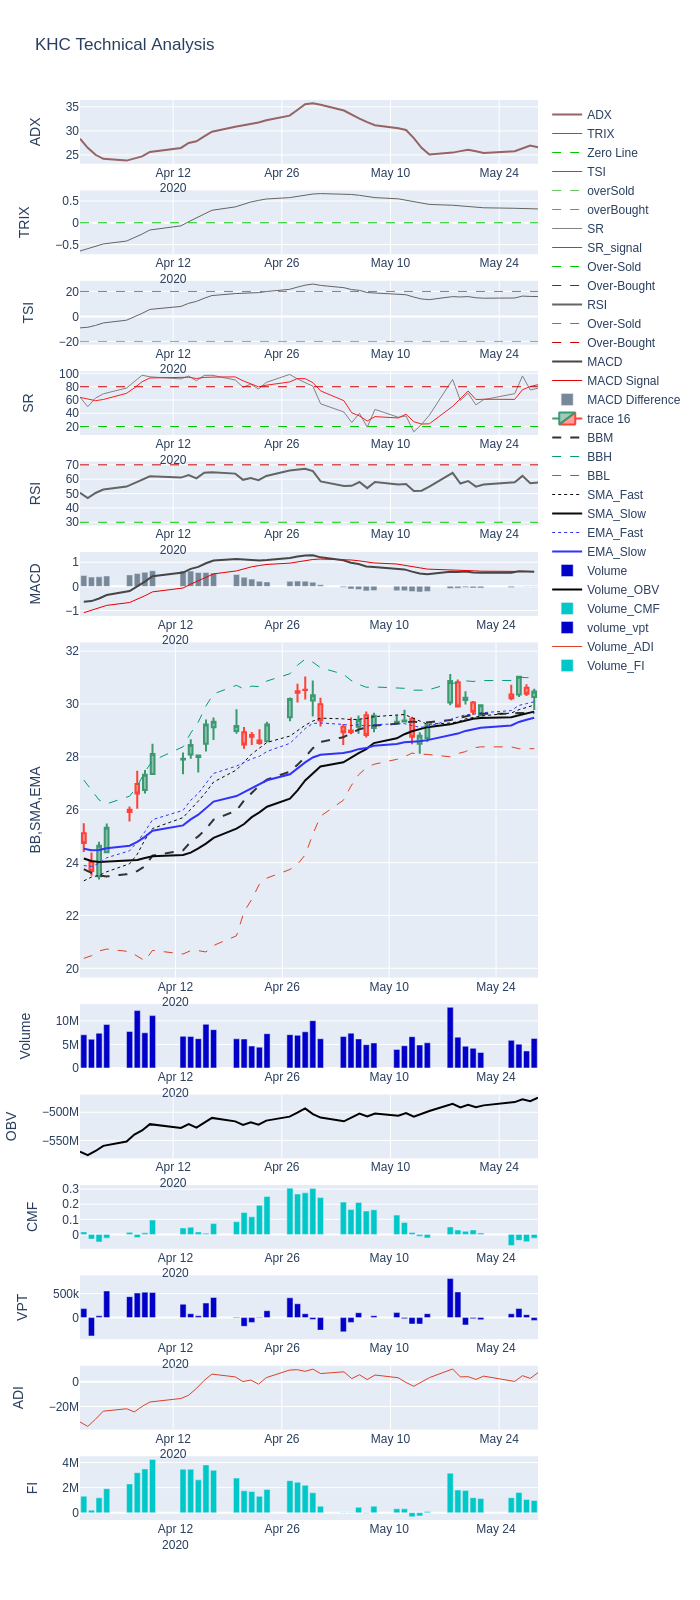 KHC Technical Analysis
ADX
35
30
25
Apr 12
2020
Apr 26
May 10
May 24
TRIX
0.5
0
−0.5
Apr 12
2020
Apr 26
May 10
May 24
TSI
20
0
−20
Apr 12
2020
Apr 26
May 10
May 24
SR
100
80
60
40
20
Apr 12
2020
Apr 26
May 10
May 24
RSI
70
60
50
40
30
Apr 12
2020
Apr 26
May 10
May 24
MACD
1
0
−1
Apr 12
2020
Apr 26
May 10
May 24
BB,SMA,EMA
32
30
28
26
24
22
20
Apr 12
2020
Apr 26
May 10
May 24
Volume
10M
5M
0
Apr 12
2020
Apr 26
May 10
May 24
OBV
−500M
−550M
Apr 12
2020
Apr 26
May 10
May 24
CMF
0.3
0.2
0.1
0
Apr 12
2020
Apr 26
May 10
May 24
VPT
500k
0
Apr 12
2020
Apr 26
May 10
May 24
ADI
0
−20M
Apr 12
2020
Apr 26
May 10
May 24
FI
4M
2M
0
Apr 12
2020
Apr 26
May 10
May 24
ADX
TRIX
Zero Line
TSI
overSold
overBought
SR
SR_signal
Over-Sold
Over-Bought
RSI
Over-Sold
Over-Bought
MACD
MACD Signal
MACD Difference
trace 16
BBM
BBH
BBL
SMA_Fast
SMA_Slow
EMA_Fast
EMA_Slow
Volume
Volume_OBV
Volume_CMF
volume_vpt
Volume_ADI
Volume_FI